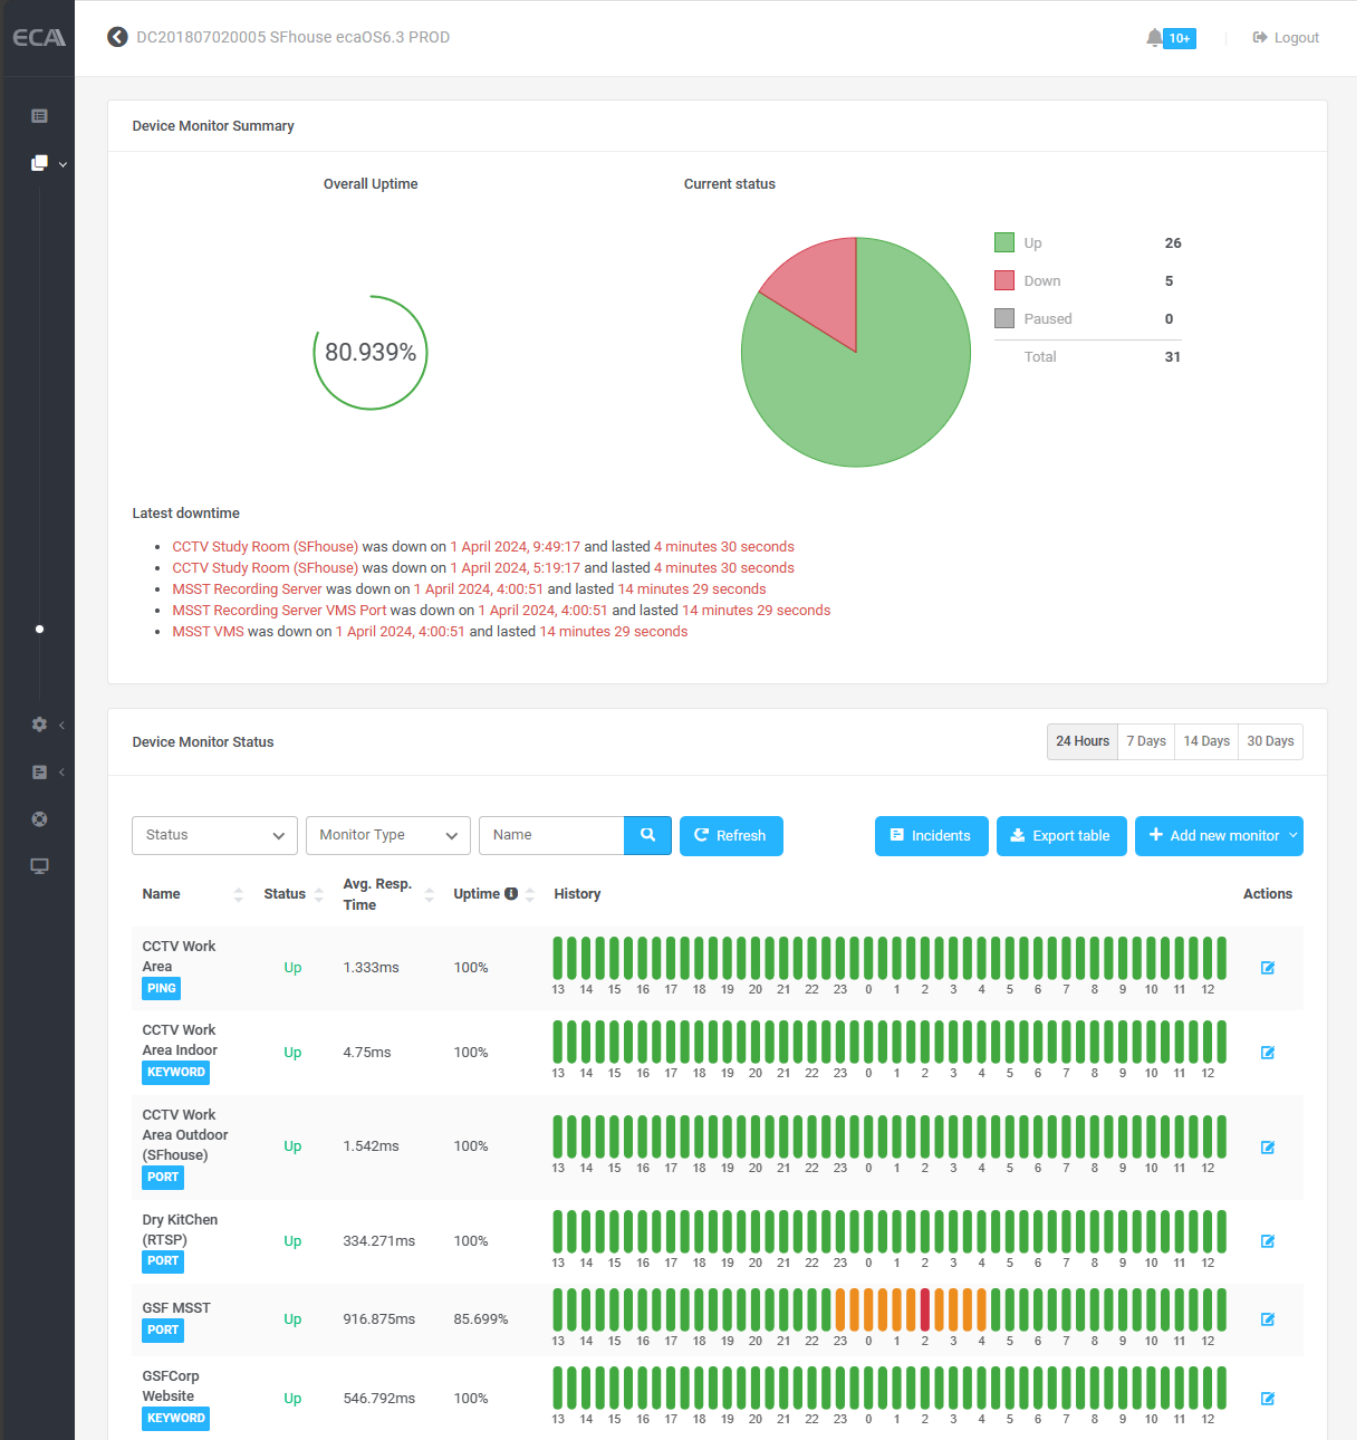 ECA
DC201807020005 SFhouse ecaOS6.3 PROD
10+
Logout
Device Monitor Summary
Overall Uptime
Current status
80.939%
Up 26
Down 5
Paused 0
Total 31
Latest downtime
CCTV Study Room (SFhouse) was down on 1 April 2024, 9:49:17 and lasted 4 minutes 30 seconds
CCTV Study Room (SFhouse) was down on 1 April 2024, 5:19:17 and lasted 4 minutes 30 seconds
MSST Recording Server was down on 1 April 2024, 4:00:51 and lasted 14 minutes 29 seconds
MSST Recording Server VMS Port was down on 1 April 2024, 4:00:51 and lasted 14 minutes 29 seconds
MSST VMS was down on 1 April 2024, 4:00:51 and lasted 14 minutes 29 seconds
Device Monitor Status
24 Hours 7 Days 14 Days 30 Days
Status Monitor Type Name Refresh Incidents Export table Add new monitor
Name Status Avg. Resp. Time Uptime History Actions
CCTV Work
Area
PING
Up 1.333ms 100%
13 14 15 16 17 18 19 20 21 22 23 0 1 2 3 4 5 6 7 8 9 10 11 12
CCTV Work
Area Indoor
KEYWORD
Up 4.75ms 100%
13 14 15 16 17 18 19 20 21 22 23 0 1 2 3 4 5 6 7 8 9 10 11 12
CCTV Work
Area Outdoor
(SFhouse)
PORT
Up 1.542ms 100%
13 14 15 16 17 18 19 20 21 22 23 0 1 2 3 4 5 6 7 8 9 10 11 12
Dry KitChen
(RTSP)
PORT
Up 334.271ms 100%
13 14 15 16 17 18 19 20 21 22 23 0 1 2 3 4 5 6 7 8 9 10 11 12
GSF MSST
PORT
Up 916.875ms 85.699%
13 14 15 16 17 18 19 20 21 22 23 0 1 2 3 4 5 6 7 8 9 10 11 12
GSFCorp
Website
KEYWORD
Up 546.792ms 100%
13 14 15 16 17 18 19 20 21 22 23 0 1 2 3 4 5 6 7 8 9 10 11 12